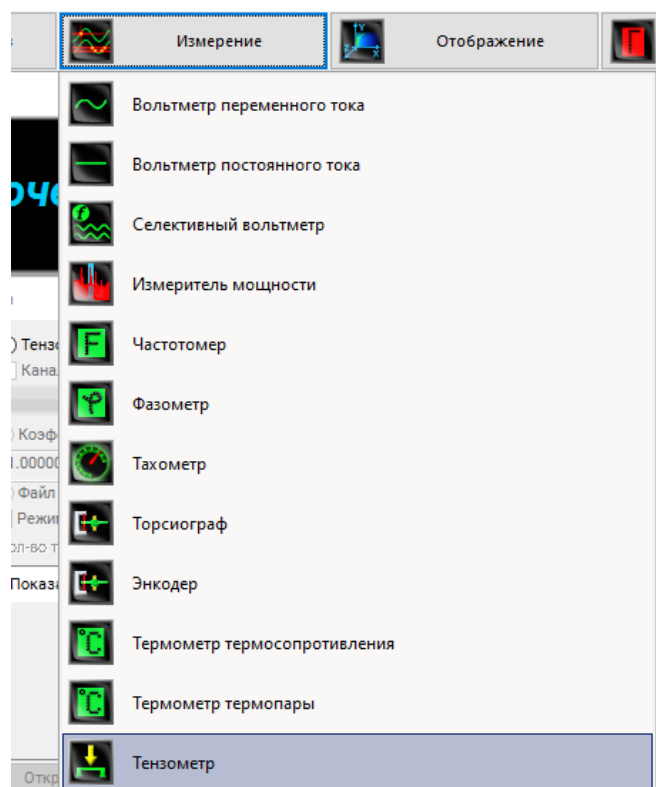 Измерение
Отображение
Вольтметр переменного тока
Вольтметр постоянного тока
Селективный вольтметр
Измеритель мощности
Частотомер
Фазометр
Тахометр
Торсиограф
Энкодер
Термометр термосопротивления
Термометр термопары
Тензометр
Файл